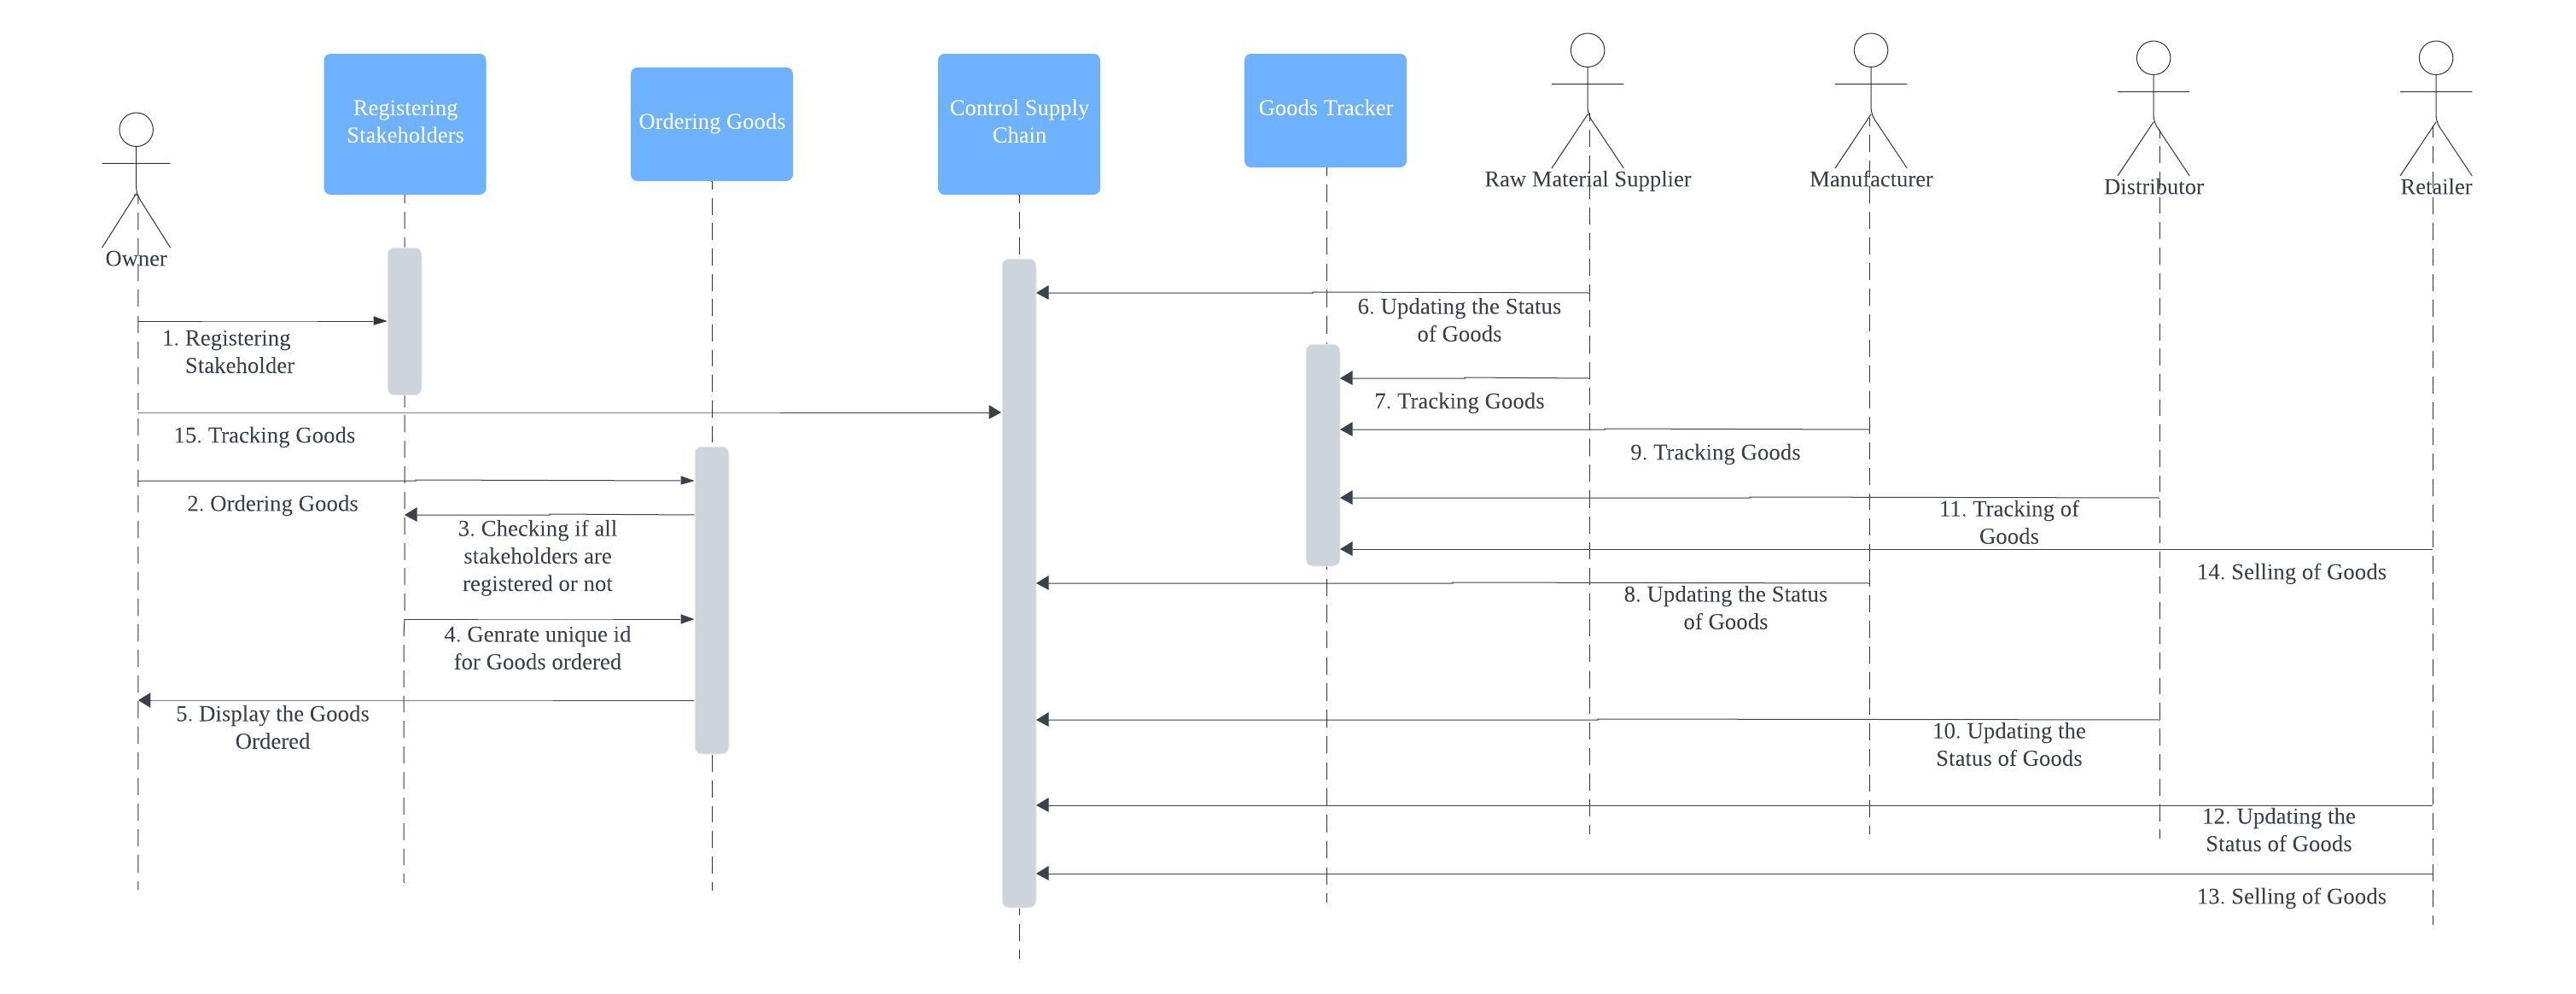 Registering
Stakeholders
Ordering Goods
Control Supply
Chain
Goods Tracker
Raw Material Supplier
Manufacturer
Distributor
Retailer
Owner
1. Registering
Stakeholder
15. Tracking Goods
2. Ordering Goods
3. Checking if all
stakeholders are
registered or not
4. Genrate unique id
for Goods ordered
5. Display the Goods
Ordered
6. Updating the Status
of Goods
7. Tracking Goods
9. Tracking Goods
11. Tracking of
Goods
14. Selling of Goods
8. Updating the Status
of Goods
10. Updating the
Status of Goods
12. Updating the
Status of Goods
13. Selling of Goods